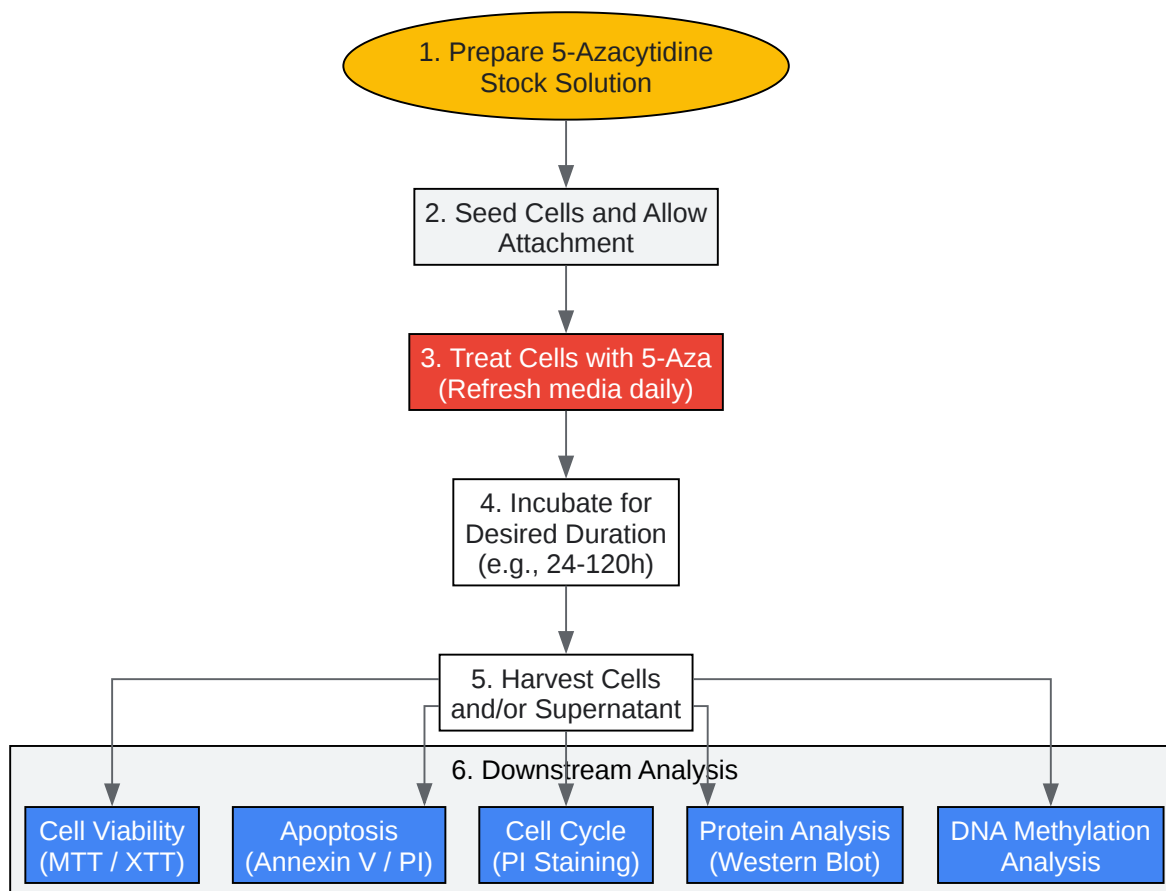 1. Prepare 5-Azacytidine
Stock Solution
2. Seed Cells and Allow
Attachment
3. Treat Cells with 5-Aza
(Refresh media daily)
4. Incubate for
Desired Duration
(e.g., 24-120h)
5. Harvest Cells
and/or Supernatant
6. Downstream Analysis
Cell Viability
(MTT / XTT)
Apoptosis
(Annexin V / PI)
Cell Cycle
(PI Staining)
Protein Analysis
(Western Blot)
DNA Methylation
Analysis